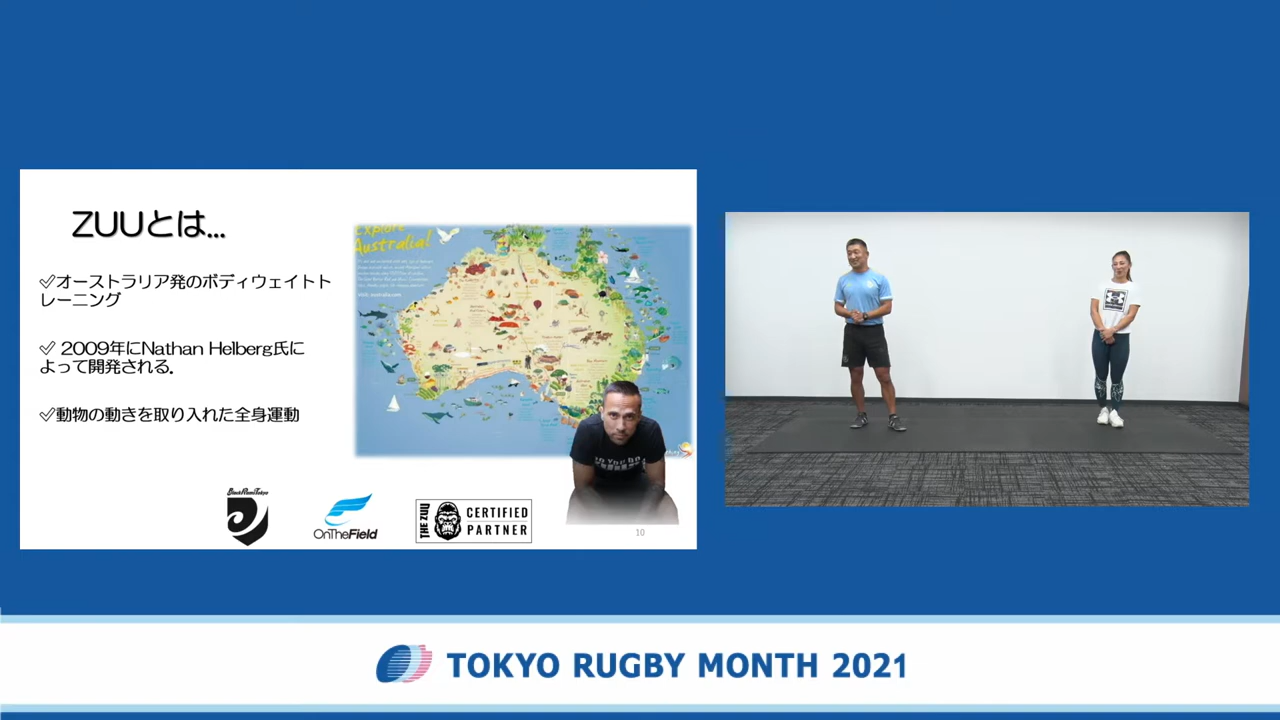 ZUUとは...
✓オーストラリア発のボディウェイトト
レーニング
✓ 2009年にNathan Helberg氏に
よって開発される.
✓動物の動きを取り入れた全身運動
Explore
Australia!
BlackRamsTokyo
OnTheField
THE ZUU
CERTIFIED
PARTNER
10
TOKYO RUGBY MONTH 2021